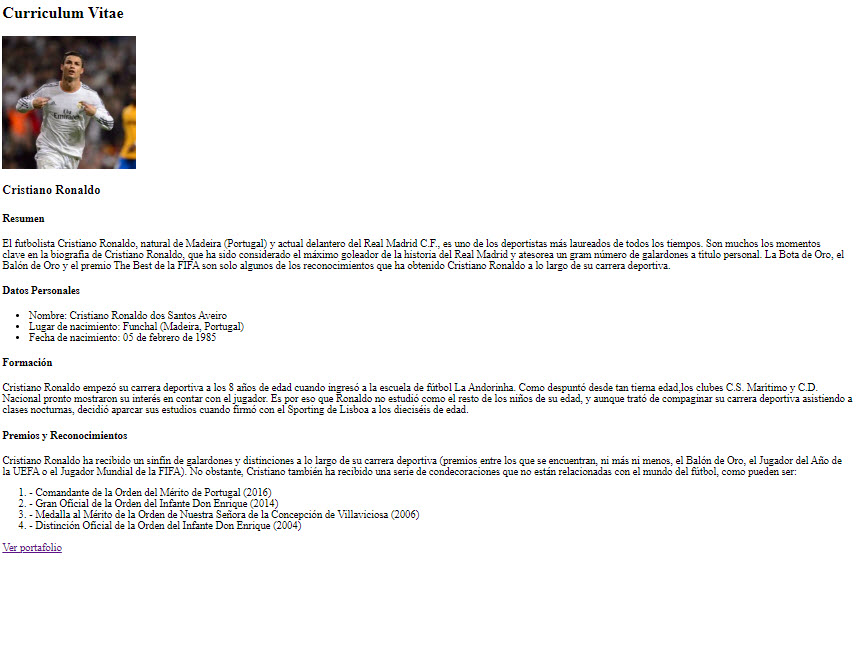 Curriculum Vitae
Fly
Emirates
Cristiano Ronaldo
Resumen
El futbolista Cristiano Ronaldo, natural de Madeira (Portugal) y actual delantero del Real Madrid C.F., es uno de los deportistas más laureados de todos los tiempos. Son muchos los momentos
clave en la biografía de Cristiano Ronaldo, que ha sido considerado el máximo goleador de la historia del Real Madrid y atesorea un gram número de galardones a titulo personal. La Bota de Oro, el
Balón de Oro y el premio The Best de la FIFA son solo algunos de los reconocimientos que ha obtenido Cristiano Ronaldo a lo largo de su carrera deportiva.
Datos Personales
• Nombre: Cristiano Ronaldo dos Santos Aveiro
• Lugar de nacimiento: Funchal (Madeira, Portugal)
• Fecha de nacimiento: 05 de febrero de 1985
Formación
Cristiano Ronaldo empezó su carrera deportiva a los 8 años de edad cuando ingresó a la escuela de fútbol La Andorinha. Como despuntó desde tan tierna edad,los clubes C.S. Maritimo y C.D.
Nacional pronto mostraron su interés en contar con el jugador. Es por eso que Ronaldo no estudió como el resto de los niños de su edad, y aunque trató de compaginar su carrera deportiva asistiendo a
clases nocturnas, decidió aparcar sus estudios cuando firmó con el Sporting de Lisboa a los dieciséis de edad.
Premios y Reconocimientos
Cristiano Ronaldo ha recibido un sinfín de galardones y distinciones a lo largo de su carrera deportiva (premios entre los que se encuentran, ni más ni menos, el Balón de Oro, el Jugador del Año de
la UEFA o el Jugador Mundial de la FIFA). No obstante, Cristiano también ha recibido una serie de condecoraciones que no están relacionadas con el mundo del fútbol, como pueden ser:
1. - Comandante de la Orden del Mérito de Portugal (2016)
2. - Gran Oficial de la Orden del Infante Don Enrique (2014)
3. - Medalla al Mérito de la Orden de Nuestra Señora de la Concepción de Villaviciosa (2006)
4. - Distinción Oficial de la Orden del Infante Don Enrique (2004)
Ver portafolio